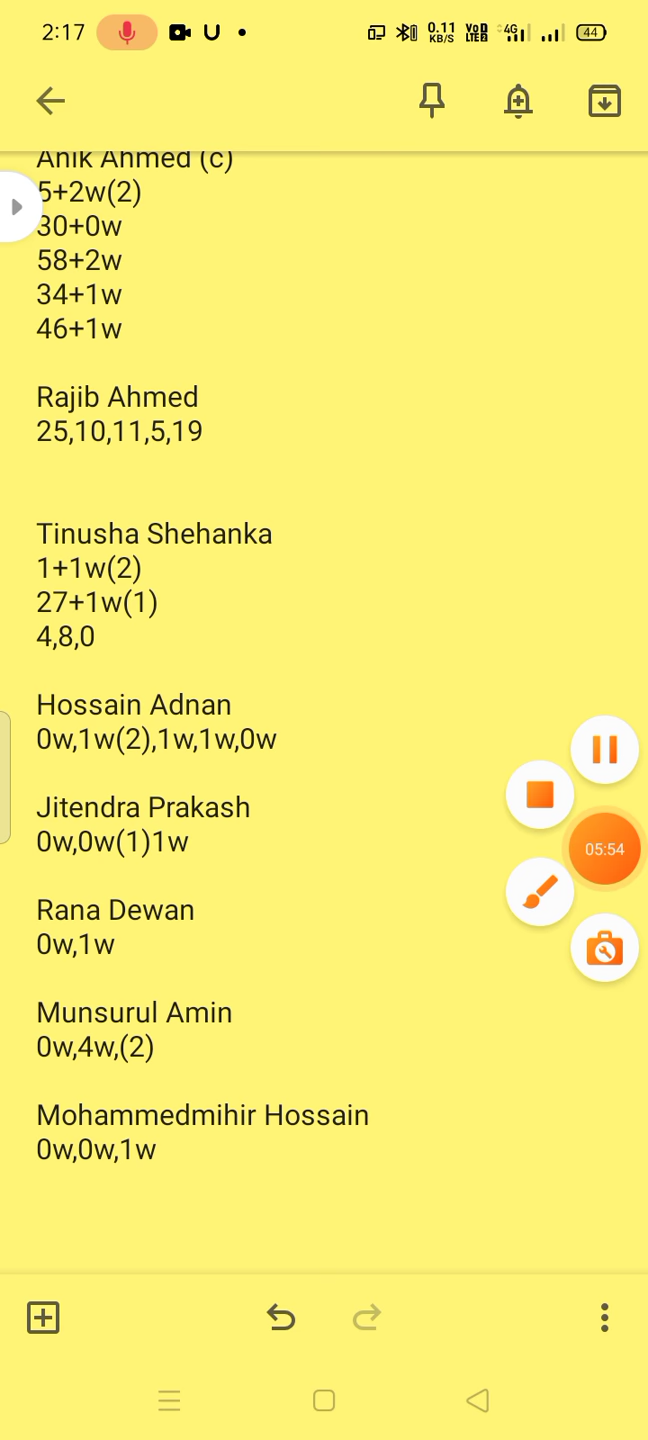 2:17 U 0.11 KB/S VoD LTE2 4G 44
Anik Ahmed (c)
5+2w(2)
30+0w
58+2w
34+1w
46+1w
Rajib Ahmed
25,10,11,5,19
Tinusha Shehanka
1+1w(2)
27+1w(1)
4,8,0
Hossain Adnan
0w,1w(2),1w,1w,0w
Jitendra Prakash
0w,0w(1)1w
05:54
Rana Dewan
0w,1w
Munsurul Amin
0w,4w,(2)
Mohammedmihir Hossain
0w,0w,1w